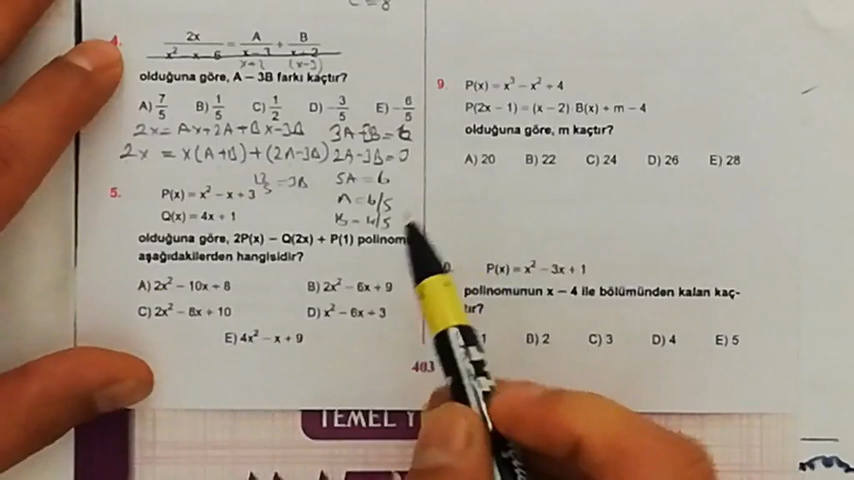 4. 2x / x² - x - 6 = A / x - 3 + B / x + 2
x+2 (x-3)
olduğuna göre, A - 3B farkı kaçtır?
A) 7/5 B) 1/5 C) 1/2 D) - 3/5 E) - 6/5
2x = Ax+2A+Bx-3B
2x = x(A+B)+(2A-3B) 2A-3B=0
5A = 6
A = 6/5
B = 4/5
5. P(x) = x² - x + 3
Q(x) = 4x + 1
olduğuna göre, 2P(x) - Q(2x) + P(1) polinom
aşağıdakilerden hangisidir?
A) 2x² - 10x + 8 B) 2x² - 6x + 9
C) 2x² - 8x + 10 D) x² - 6x + 3
E) 4x² - x + 9
9. P(x) = x³ - x² + 4
P(2x - 1) = (x - 2) · B(x) + m - 4
olduğuna göre, m kaçtır?
A) 20 B) 22 C) 24 D) 26 E) 28
P(x) = x² - 3x + 1
polinomunun x - 4 ile bölümünden kalan kaç-
tır?
1 B) 2 C) 3 D) 4 E) 5
403
TEMEL Y